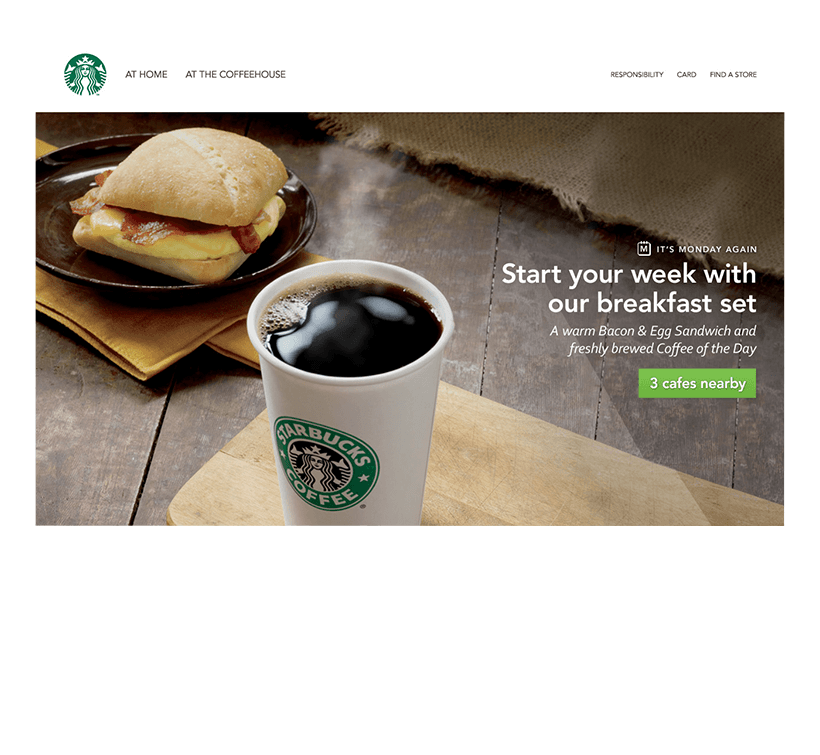 AT HOME
AT THE COFFEEHOUSE
RESPONSIBILITY
CARD
FIND A STORE
M
IT'S MONDAY AGAIN
Start your week with
our breakfast set
A warm Bacon & Egg Sandwich and
freshly brewed Coffee of the Day
3 cafes nearby
STARBUCKS
COFFEE
®